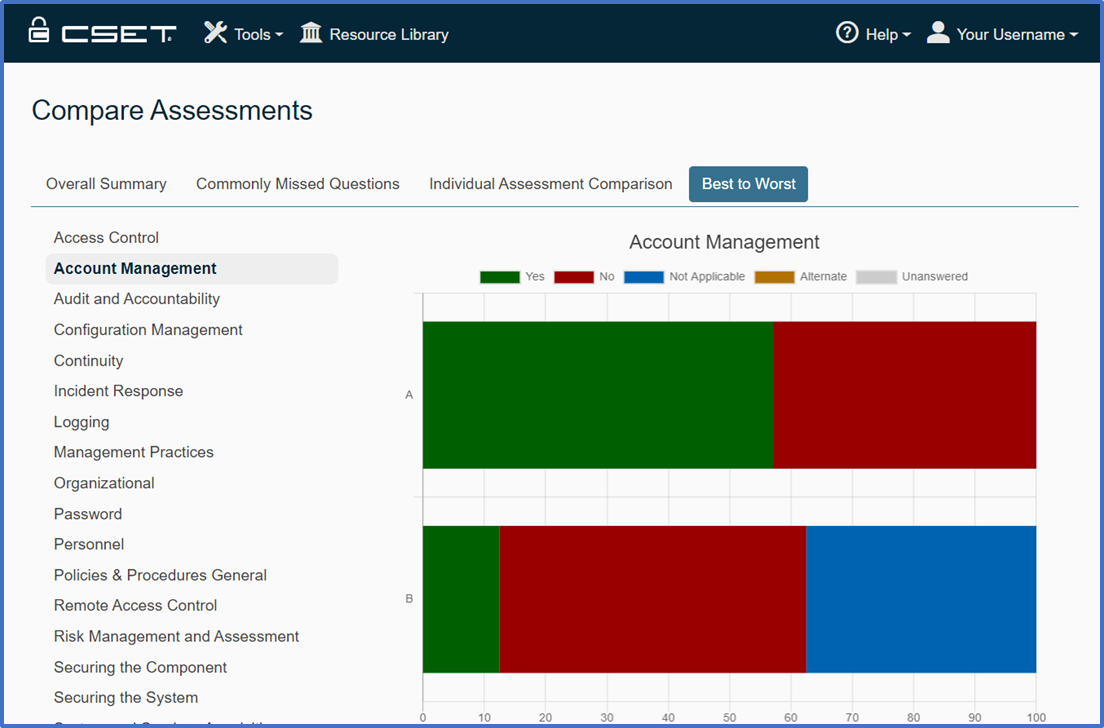 CSET Tools Resource Library Help Your Username
Compare Assessments
Overall Summary Commonly Missed Questions Individual Assessment Comparison Best to Worst
Access Control
Account Management
Audit and Accountability
Configuration Management
Continuity
Incident Response
Logging
Management Practices
Organizational
Password
Personnel
Policies & Procedures General
Remote Access Control
Risk Management and Assessment
Securing the Component
Securing the System
Account Management
Yes No Not Applicable Alternate Unanswered
A
B
0 10 20 30 40 50 60 70 80 90 100